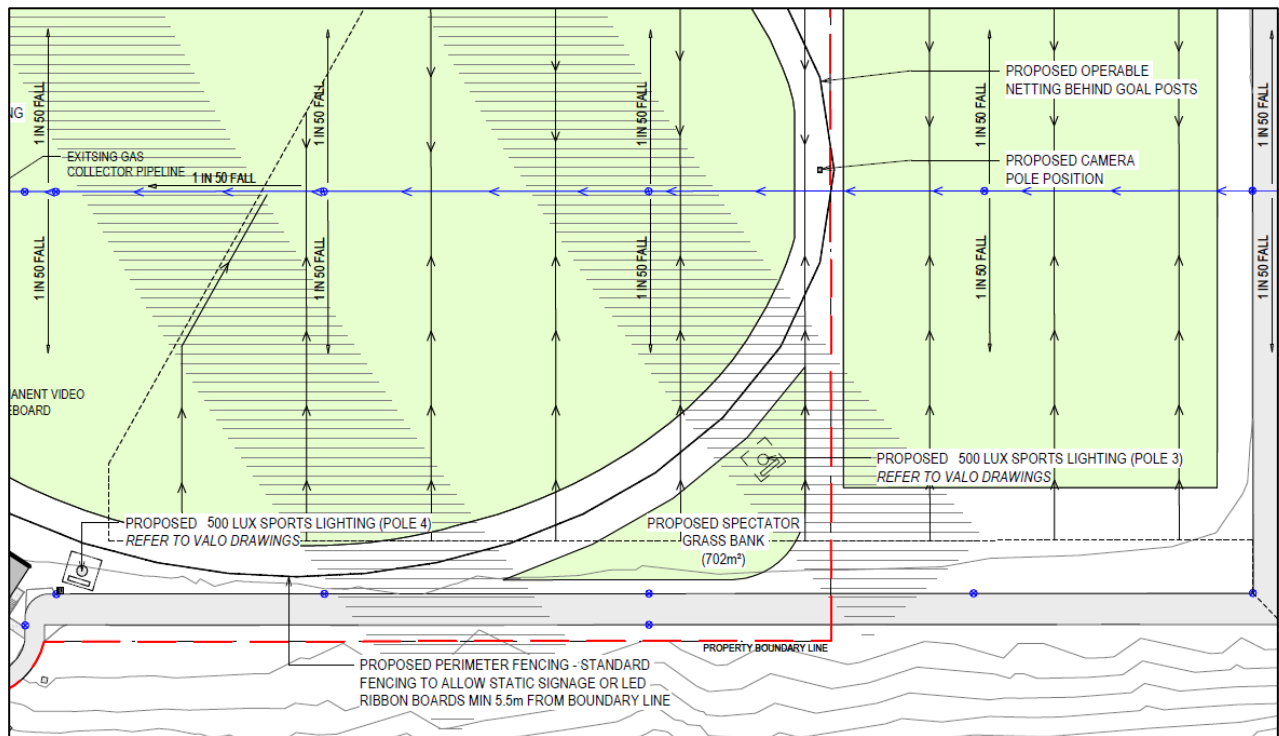 PROPOSED OPERABLE
NETTING BEHIND GOAL POSTS
1 IN 50 FALL
1 IN 50 FALL
1 IN 50 FALL
1 IN 50 FALL
1 IN 50 FALL
NG
EXITSING GAS
COLLECTOR PIPELINE
1 IN 50 FALL
PROPOSED CAMERA
POLE POSITION
1 IN 50 FALL
1 IN 50 FALL
1 IN 50 FALL
1 IN 50 FALL
1 IN 50 FALL
MANENT VIDEO
EBOARD
PROPOSED 500 LUX SPORTS LIGHTING (POLE 3)
REFER TO VALO DRAWINGS
PROPOSED 500 LUX SPORTS LIGHTING (POLE 4)
REFER TO VALO DRAWINGS
PROPOSED SPECTATOR
GRASS BANK
(702m²)
PROPERTY BOUNDARY LINE
PROPOSED PERIMETER FENCING - STANDARD
FENCING TO ALLOW STATIC SIGNAGE OR LED
RIBBON BOARDS MIN 5.5m FROM BOUNDARY LINE